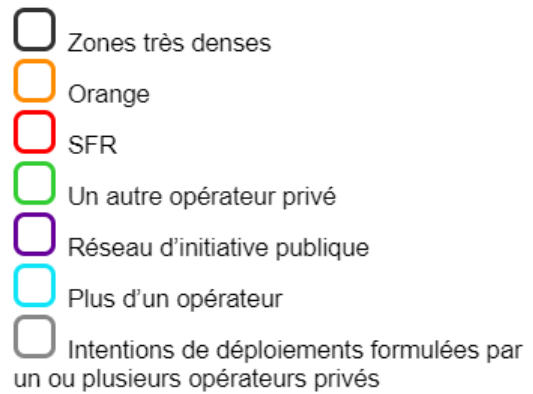 Zones très denses
Orange
SFR
Un autre opérateur privé
Réseau d’initiative publique
Plus d’un opérateur
Intentions de déploiements formulées par
un ou plusieurs opérateurs privés